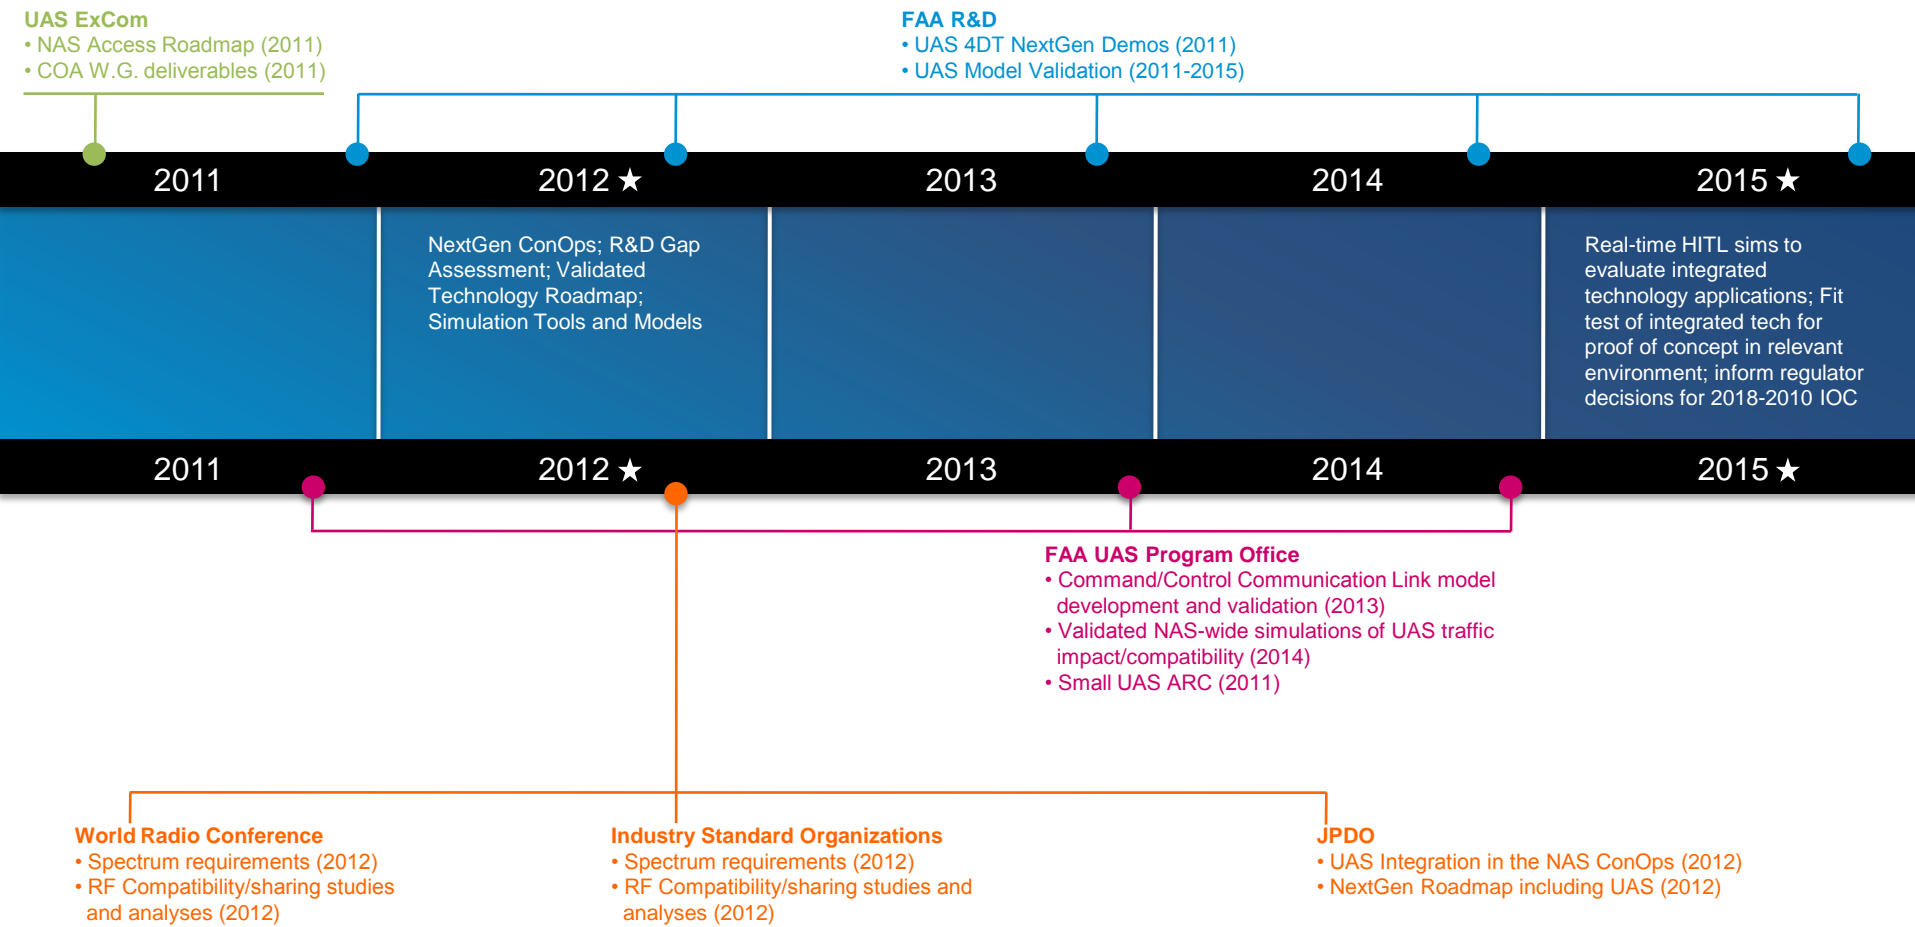 UAS ExCom
• NAS Access Roadmap (2011)
• COA W.G. deliverables (2011)
FAA R&D
• UAS 4DT NextGen Demos (2011)
• UAS Model Validation (2011-2015)
2011
2012 ★
2013
2014
2015 ★
NextGen ConOps; R&D Gap
Assessment; Validated
Technology Roadmap;
Simulation Tools and Models
Real-time HITL sims to
evaluate integrated
technology applications; Fit
test of integrated tech for
proof of concept in relevant
environment; inform regulator
decisions for 2018-2010 IOC
2011
2012 ★
2013
2014
2015 ★
FAA UAS Program Office
• Command/Control Communication Link model
development and validation (2013)
• Validated NAS-wide simulations of UAS traffic
impact/compatibility (2014)
• Small UAS ARC (2011)
World Radio Conference
• Spectrum requirements (2012)
• RF Compatibility/sharing studies
and analyses (2012)
Industry Standard Organizations
• Spectrum requirements (2012)
• RF Compatibility/sharing studies and
analyses (2012)
JPDO
• UAS Integration in the NAS ConOps (2012)
• NextGen Roadmap including UAS (2012)